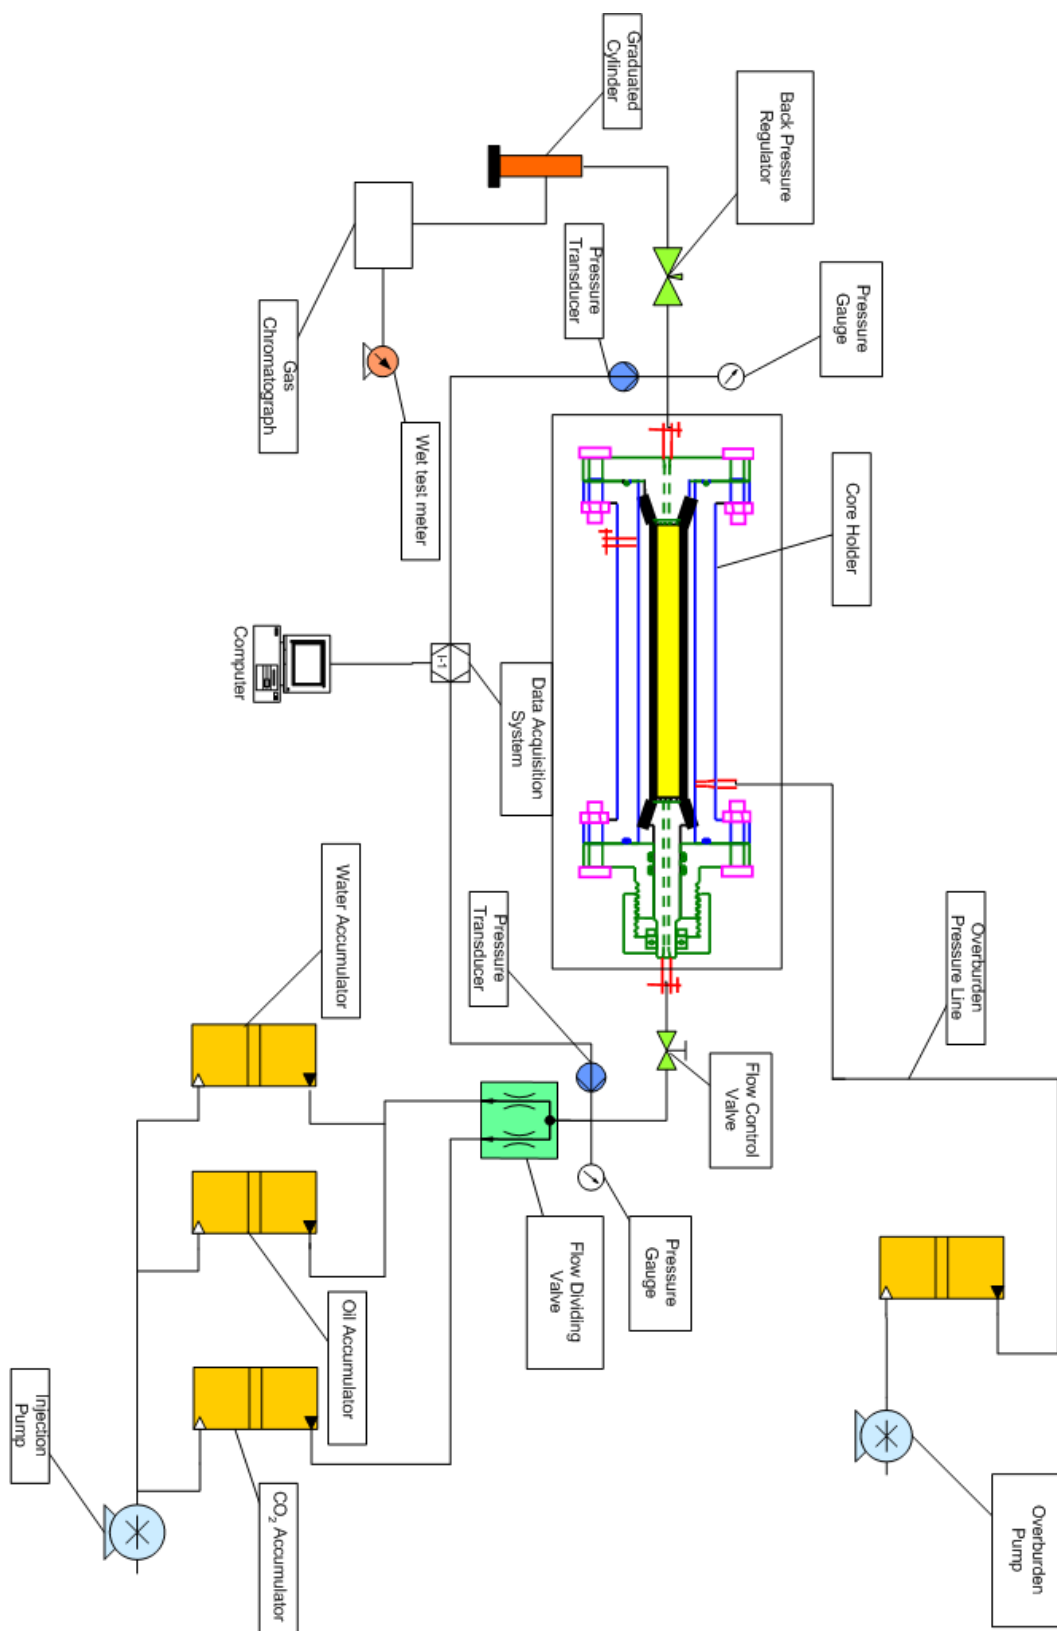 Graduated
Cylinder
Back Pressure
Regulator
Pressure
Transducer
Pressure
Gauge
Gas
Chromatograph
Wet test meter
Core Holder
Computer
I-1
Data Acquisition
System
Water Accumulator
Pressure
Transducer
Overburden
Pressure Line
Flow Control
Valve
Oil Accumulator
Flow Dividing
Valve
Pressure
Gauge
Injection
Pump
CO₂ Accumulator
Overburden
Pump